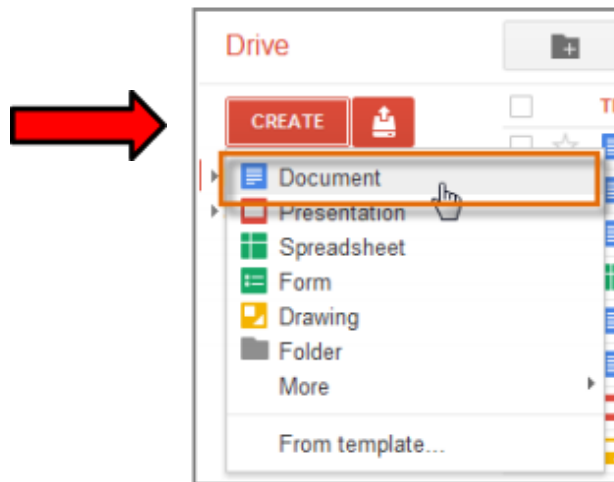 Drive
CREATE
Document
Presentation
Spreadsheet
Form
Drawing
Folder
More
From template...